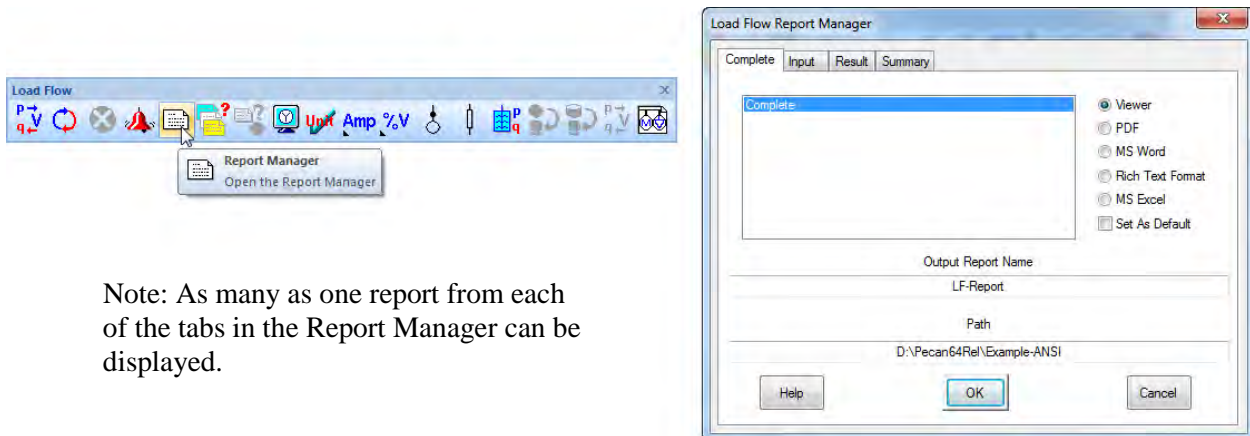 Load Flow
x
P V q
? ? Unit Amp %V P q P V q
Report Manager
Open the Report Manager
Note: As many as one report from each
of the tabs in the Report Manager can be
displayed.
Load Flow Report Manager
Complete Input Result Summary
Complete
Viewer
PDF
MS Word
Rich Text Format
MS Excel
Set As Default
Output Report Name
LF-Report
Path
D:\Pecan64Rel\Example-ANSI
Help OK Cancel